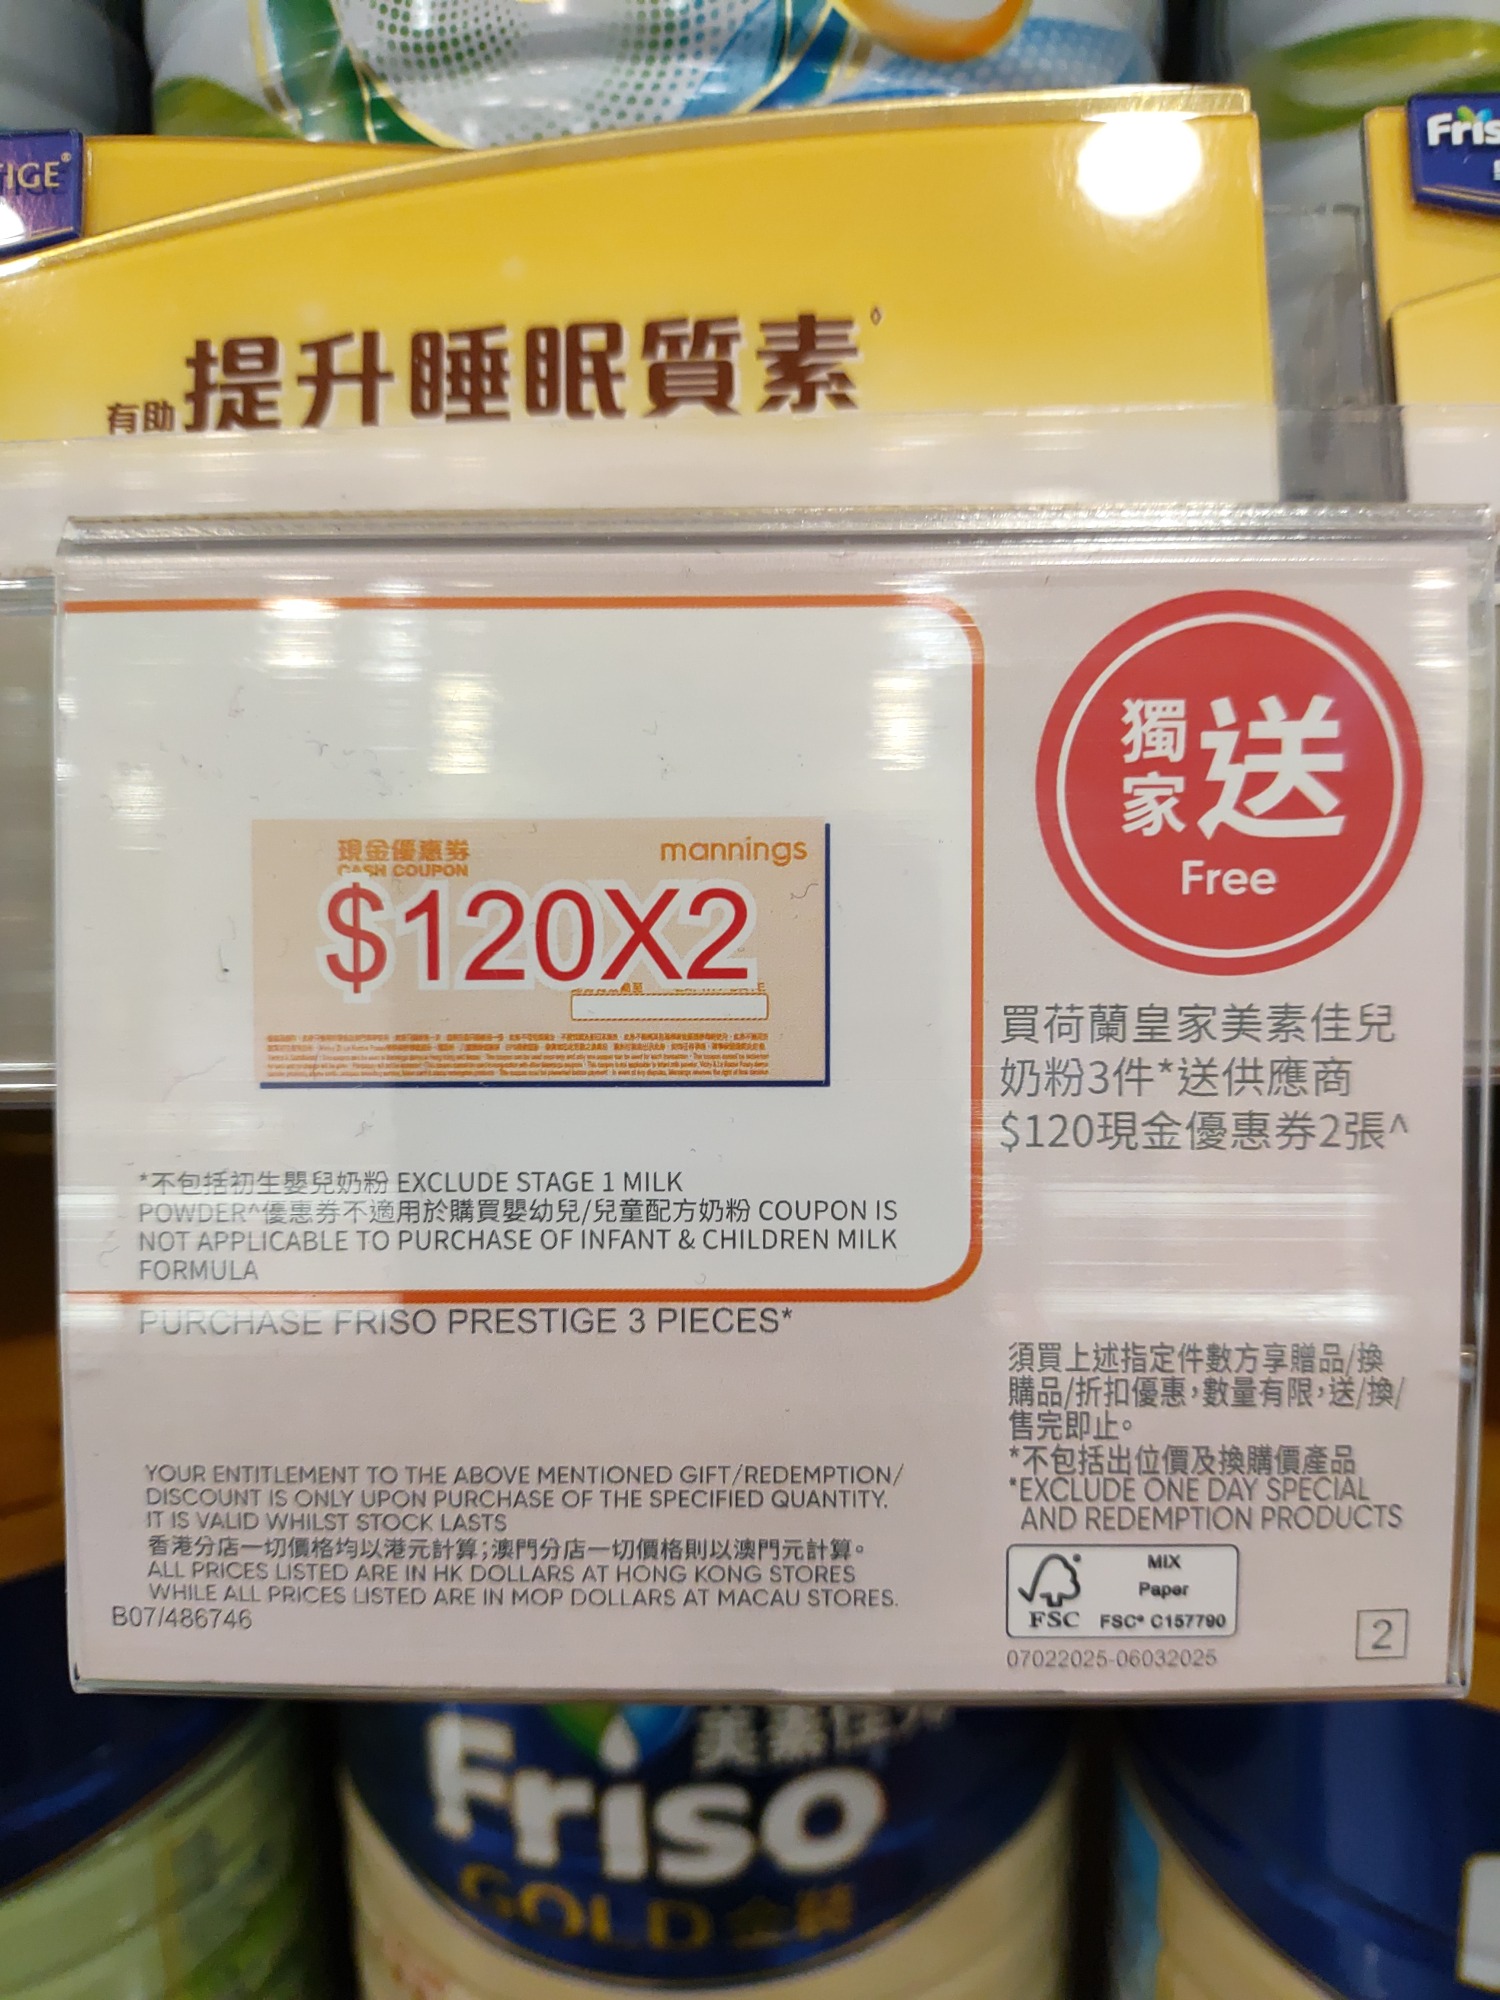 TIGE®
Fris
有助提升睡眠質素◊
現金優惠券
CASH COUPON
mannings
$120X2
獨家送
Free
買荷蘭皇家美素佳兒
奶粉3件*送供應商
$120現金優惠券2張^
*不包括初生嬰兒奶粉 EXCLUDE STAGE 1 MILK
POWDER^優惠券不適用於購買嬰幼兒/兒童配方奶粉 COUPON IS
NOT APPLICABLE TO PURCHASE OF INFANT & CHILDREN MILK
FORMULA
PURCHASE FRISO PRESTIGE 3 PIECES*
須買上述指定件數方享贈品/換
購品/折扣優惠，數量有限，送/換/
售完即止。
*不包括出位價及換購價產品
*EXCLUDE ONE DAY SPECIAL
AND REDEMPTION PRODUCTS
YOUR ENTITLEMENT TO THE ABOVE MENTIONED GIFT/REDEMPTION/
DISCOUNT IS ONLY UPON PURCHASE OF THE SPECIFIED QUANTITY.
IT IS VALID WHILST STOCK LASTS
香港分店一切價格均以港元計算；澳門分店一切價格則以澳門元計算。
ALL PRICES LISTED ARE IN HK DOLLARS AT HONG KONG STORES
WHILE ALL PRICES LISTED ARE IN MOP DOLLARS AT MACAU STORES.
B07/486746
FSC
MIX
Paper
FSC® C157790
07022025-06032025
2
美素佳兒
Friso
GOLD金裝